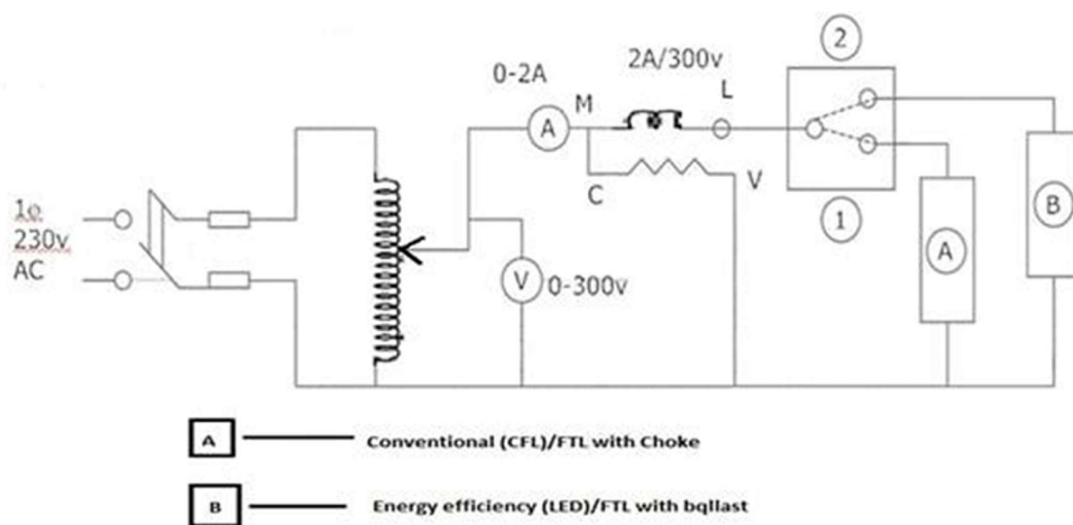 2
2A/300v
0-2A
L
M
A
C
V
1ø
230v
AC
1
B
A
V
0-300v
A Conventional (CFL)/FTL with Choke
B Energy efficiency (LED)/FTL with bqllast